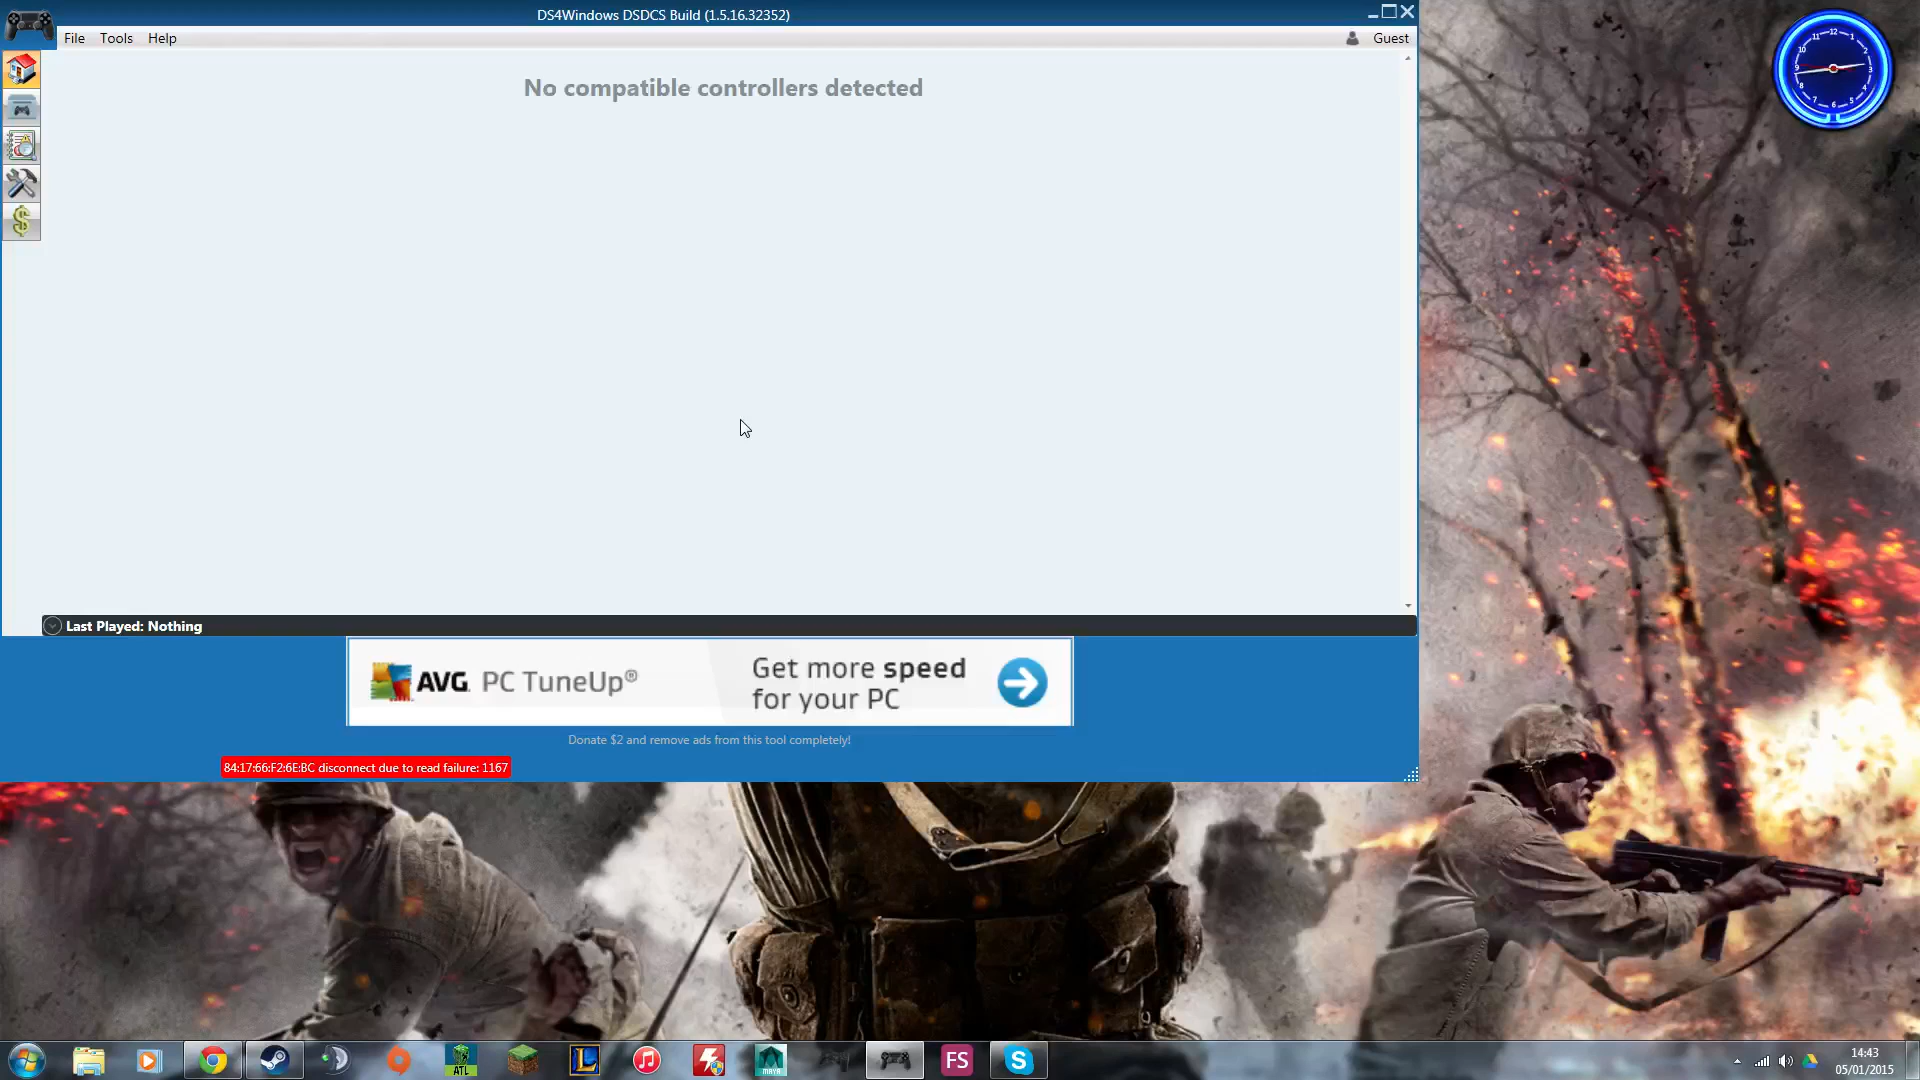 DS4Windows DSDCS Build (1.5.16.32352)
File Tools Help
Guest
No compatible controllers detected
Last Played: Nothing
AVG PC TuneUp®
Get more speed
for your PC
Donate $2 and remove ads from this tool completely!
84:17:66:F2:6E:BC disconnect due to read failure: 1167
ATL
L
MAYA
FS
S
14:43
05/01/2015